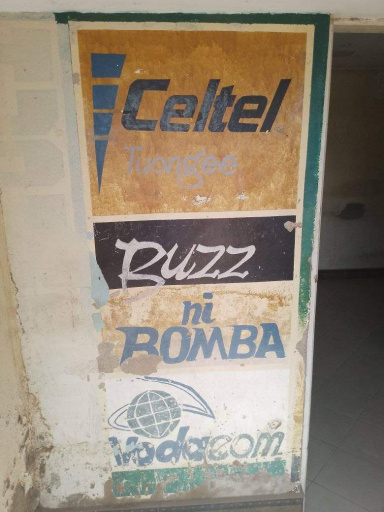 Celtel
Tuongee
BUZZ
ni
BOMBA
Vodacom